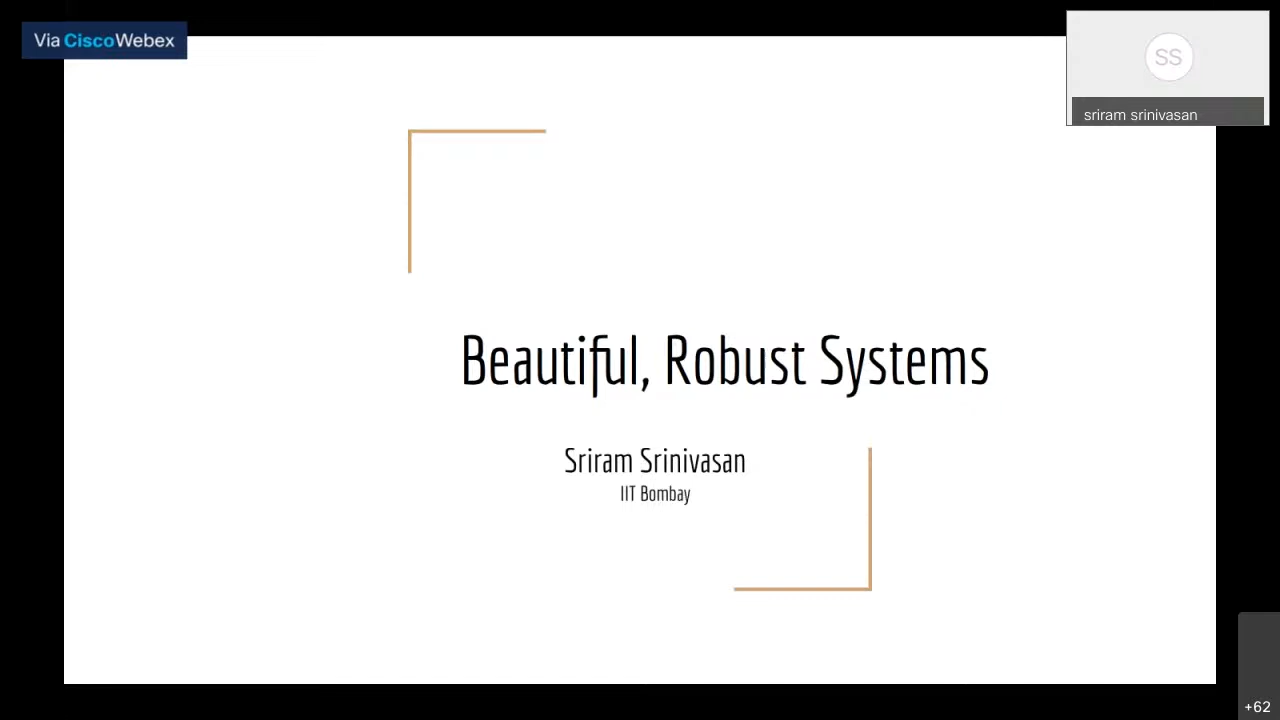 Via CiscoWebex
SS
sriram srinivasan
Beautiful, Robust Systems
Sriram Srinivasan
IIT Bombay
+62